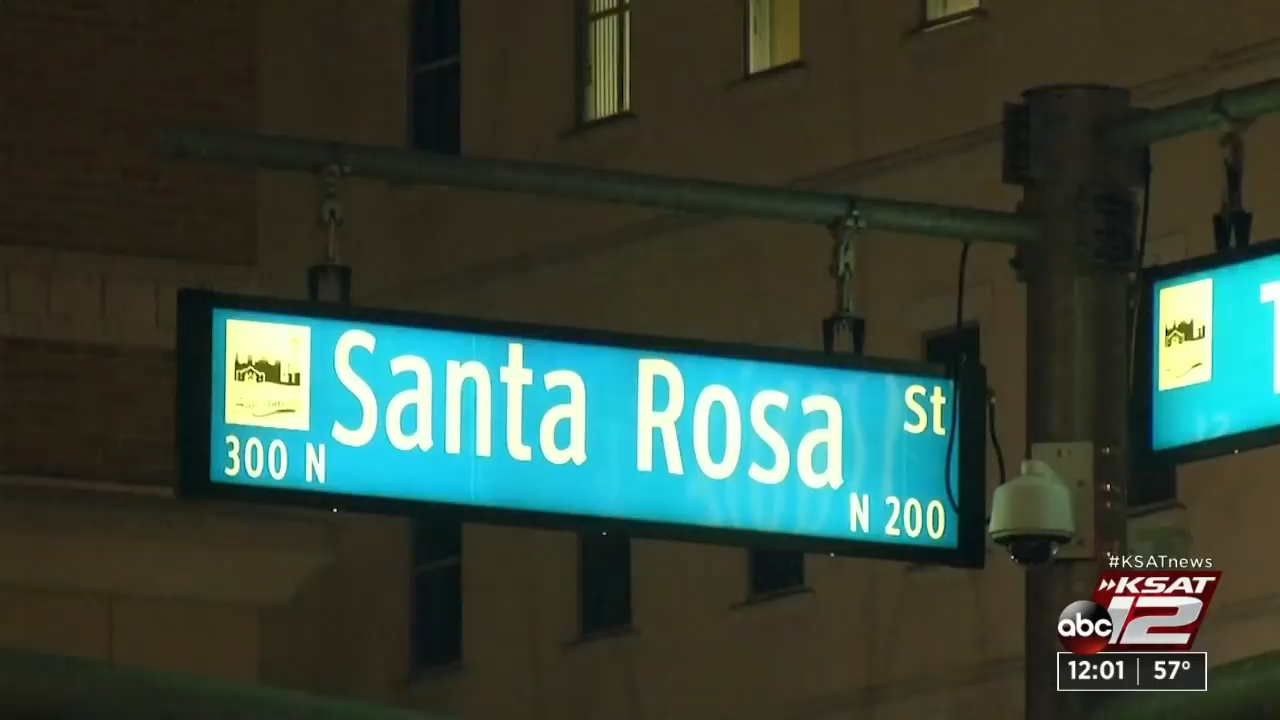 Santa Rosa St
300 N
N 200
T
#KSATnews
KSAT
abc 12
12:01 57°